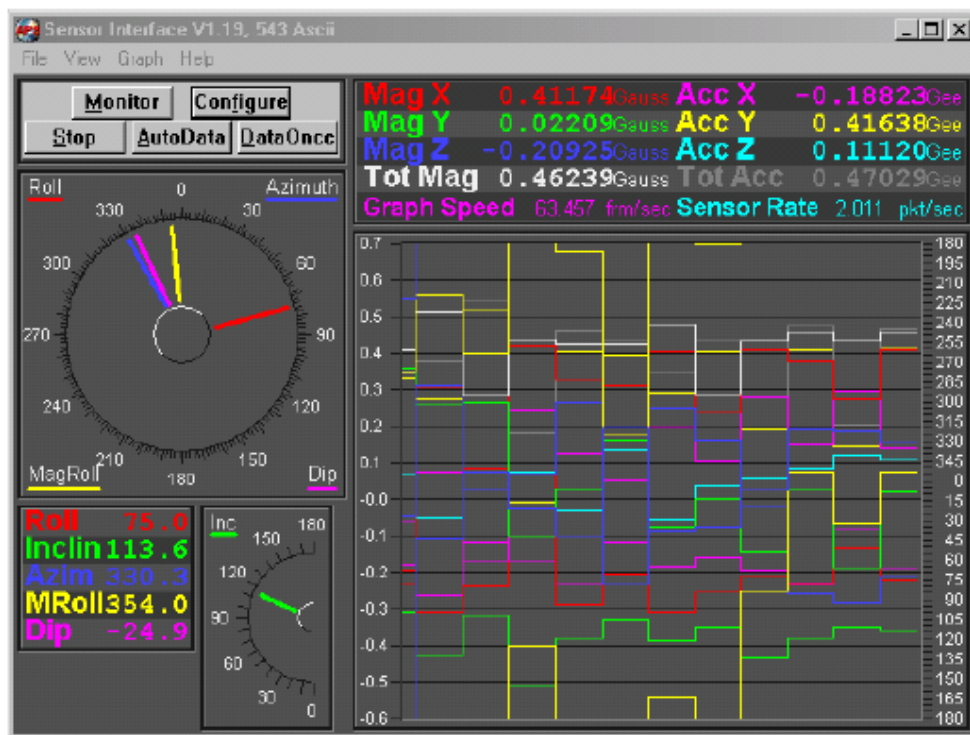 Sensor Interface V1.19, 543 Ascii
File View Graph Help
Monitor Configure
Stop AutoData DataOnce
Mag X 0.41174Gauss Acc X -0.18823Gee
Mag Y 0.02209Gauss Acc Y 0.41638Gee
Mag Z -0.20925Gauss Acc Z 0.11120Gee
Tot Mag 0.46239Gauss Tot Acc 0.47029Gee
Graph Speed 63.457 frm/sec Sensor Rate 2.011 pkt/sec
Roll 0 Azimuth
330 30
300 60
270 90
240 120
210 180 150
MagRoll Dip
Roll 75.0
Inclin 113.6
Azim 330.3
MRoll 354.0
Dip -24.9
Inc 180
150
120
90
60
30
0
0.7
0.6
0.5
0.4
0.3
0.2
0.1
-0.0
-0.1
-0.2
-0.3
-0.4
-0.5
-0.6
180
195
210
225
240
255
270
285
300
315
330
345
0
15
30
45
60
75
90
105
120
135
150
165
180